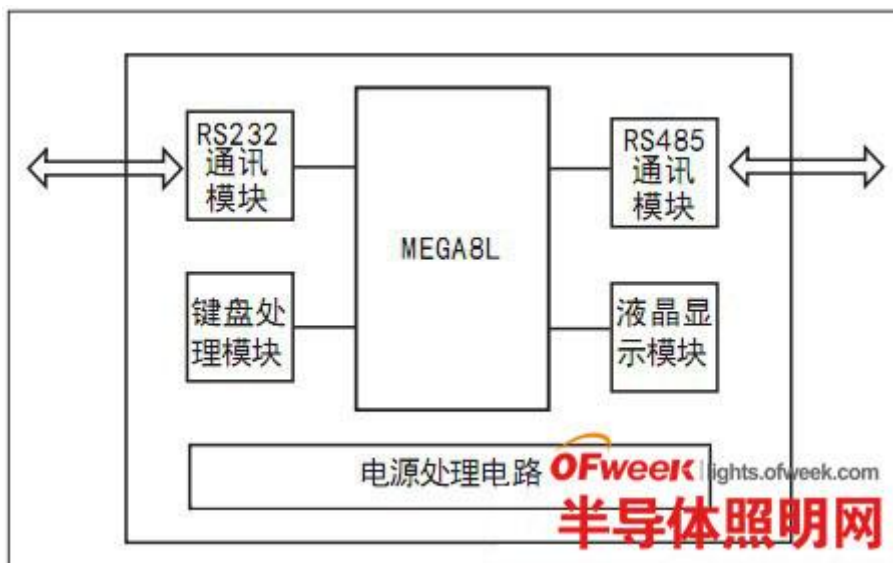 RS232
通讯
模块
RS485
通讯
模块
MEGA8L
键盘处
理模块
液晶显
示模块
电源处理电路
OFweek lights.ofweek.com
半导体照明网